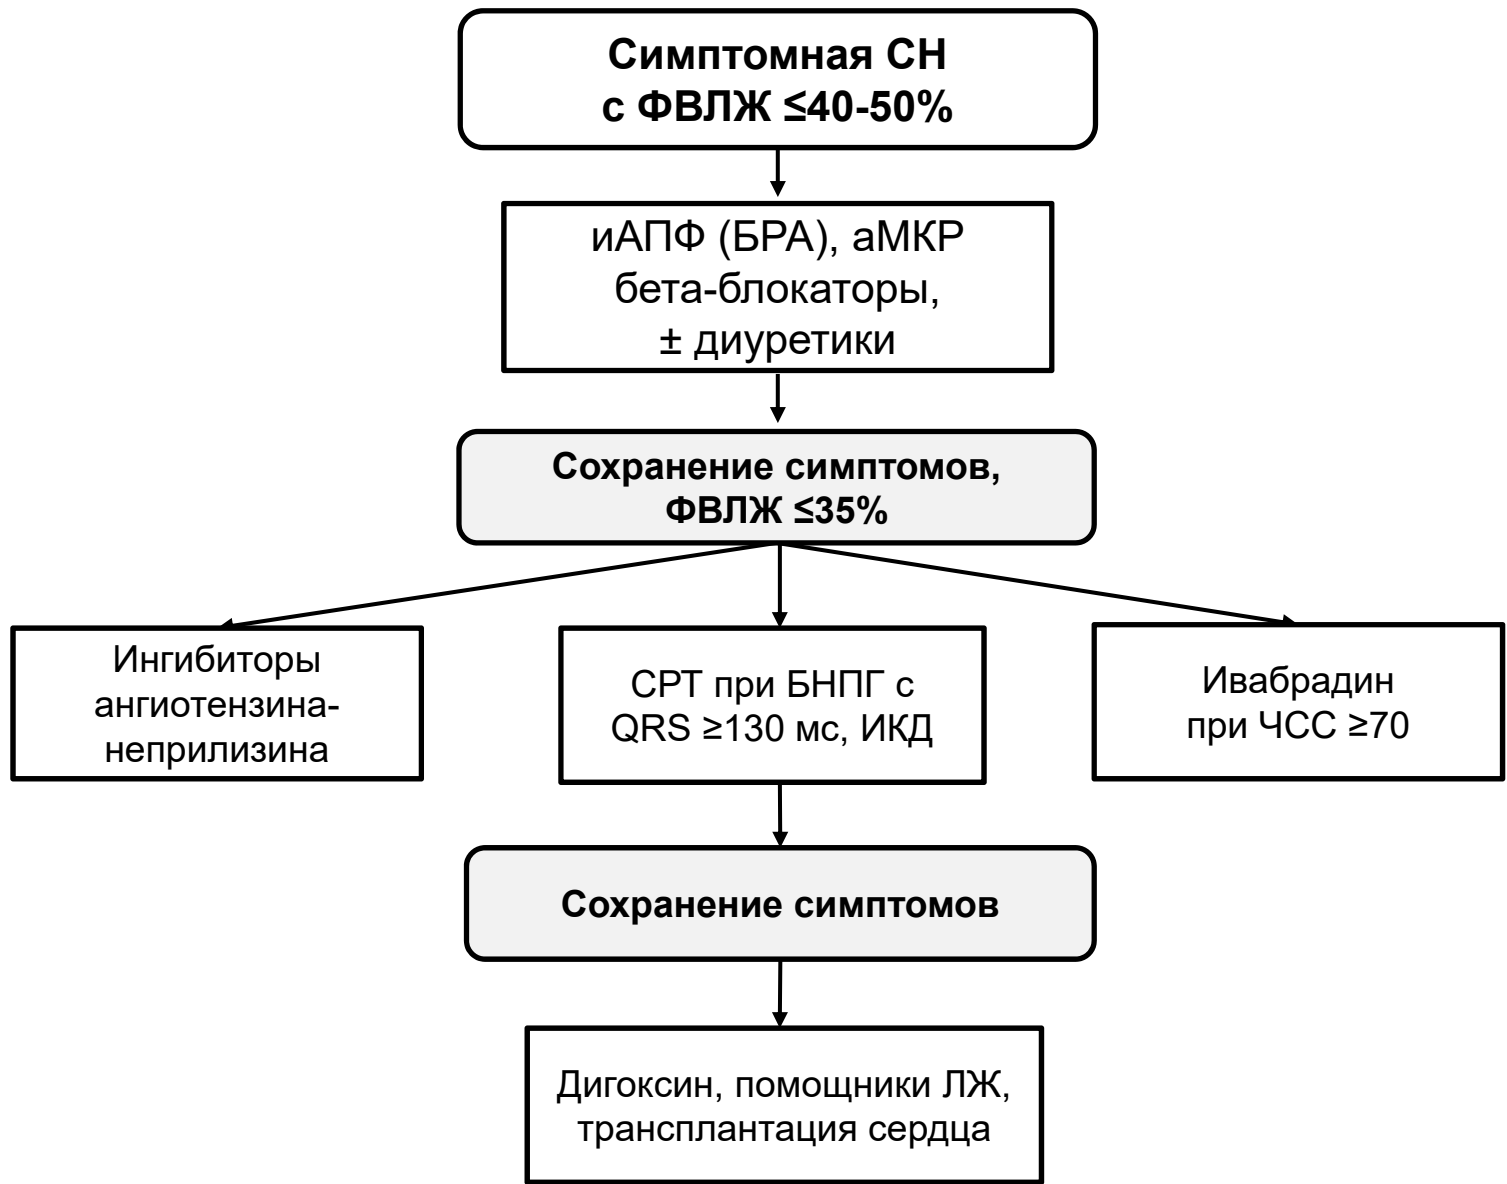 Симптомная СН
с ФВЛЖ ≤40-50%
иАПФ (БРА), аМКР
бета-блокаторы,
± диуретики
Сохранение симптомов,
ФВЛЖ ≤35%
Ингибиторы
ангиотензина-
неприлизина
СРТ при БНПГ с
QRS ≥130 мс, ИКД
Ивабрадин
при ЧСС ≥70
Сохранение симптомов
Дигоксин, помощники ЛЖ,
трансплантация сердца